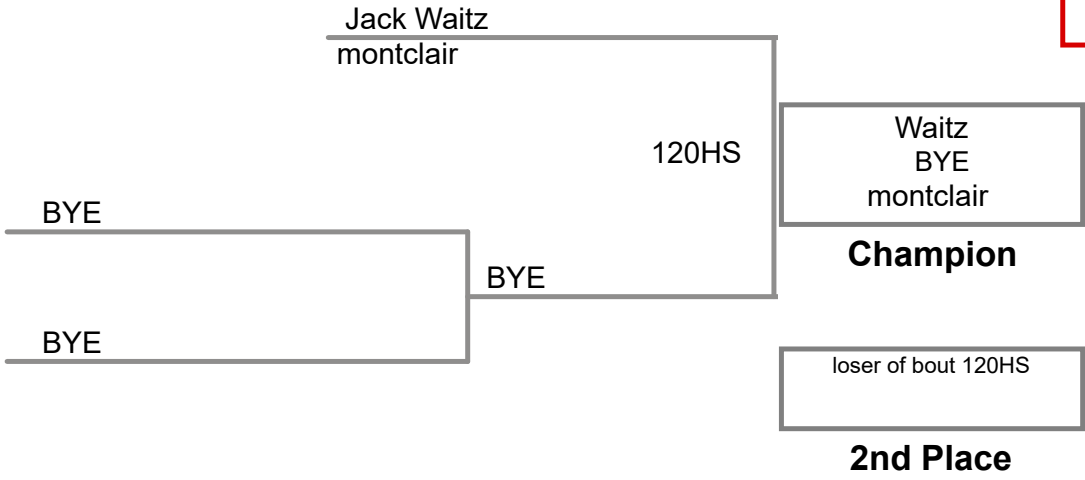 Jack Waitz
montclair
120HS
Waitz
BYE
montclair
Champion
BYE
BYE
BYE
loser of bout 120HS
2nd Place